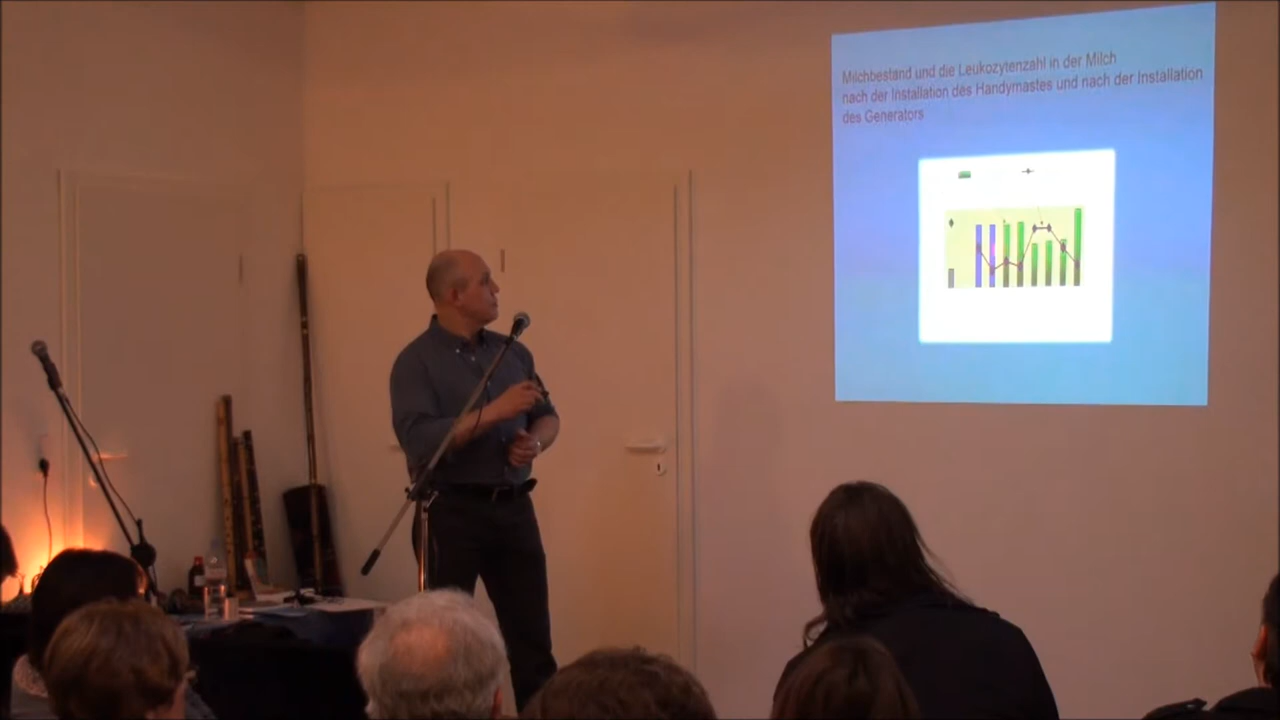 Milchbestand und die Leukozytenzahl in der Milch
nach der Installation des Handymastes und nach der Installation
des Generators